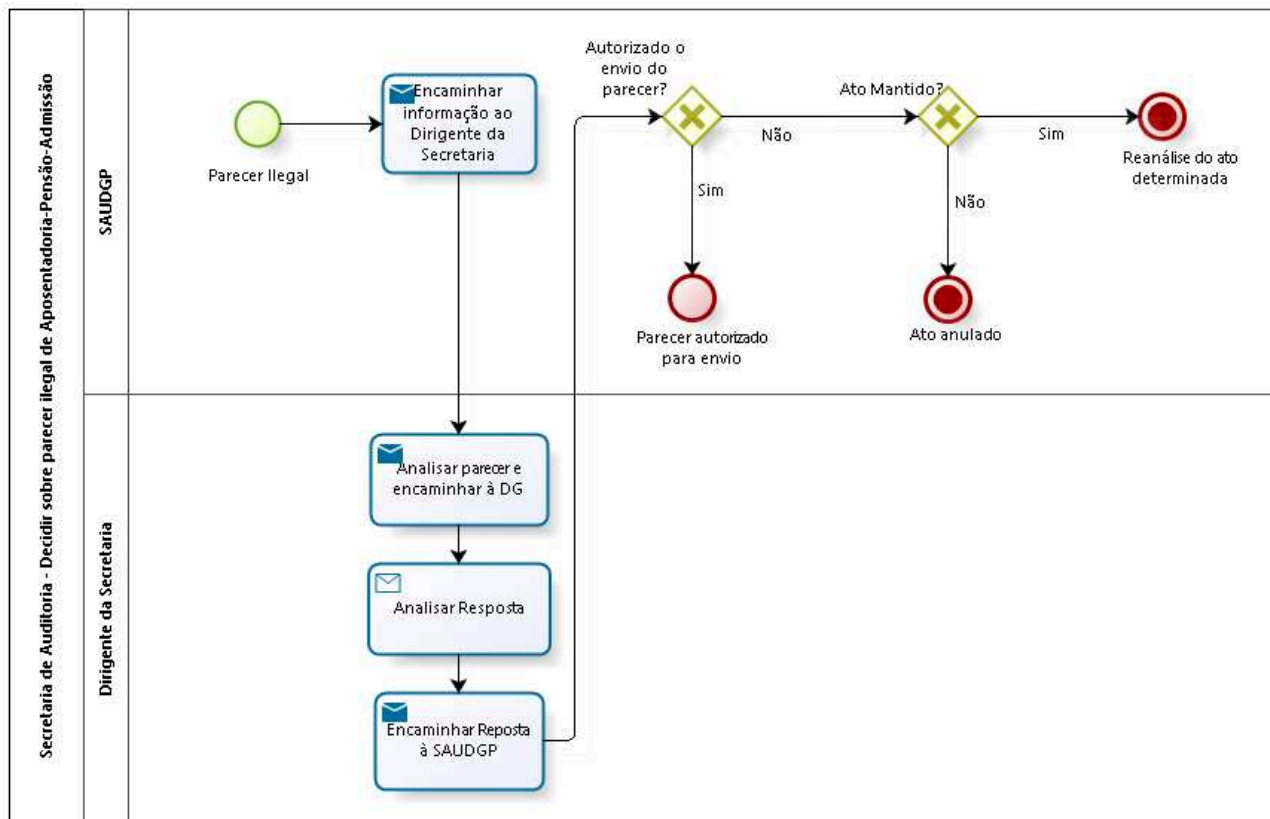 Secretaria de Auditoria - Decidir sobre parecer ilegal de Aposentadoria-Pensão-Admissão
SAUDGP
Parecer Ilegal
Encaminhar
informação ao
Dirigente da
Secretaria
Autorizado o
envio do
parecer?
Não
Sim
Parecer autorizado
para envio
Ato Mantido?
Sim
Reanálise do ato
determinada
Não
Ato anulado
Dirigente da Secretaria
Analisar parecer e
encaminhar à DG
Analisar Resposta
Encaminhar Reposta
à SAUDGP